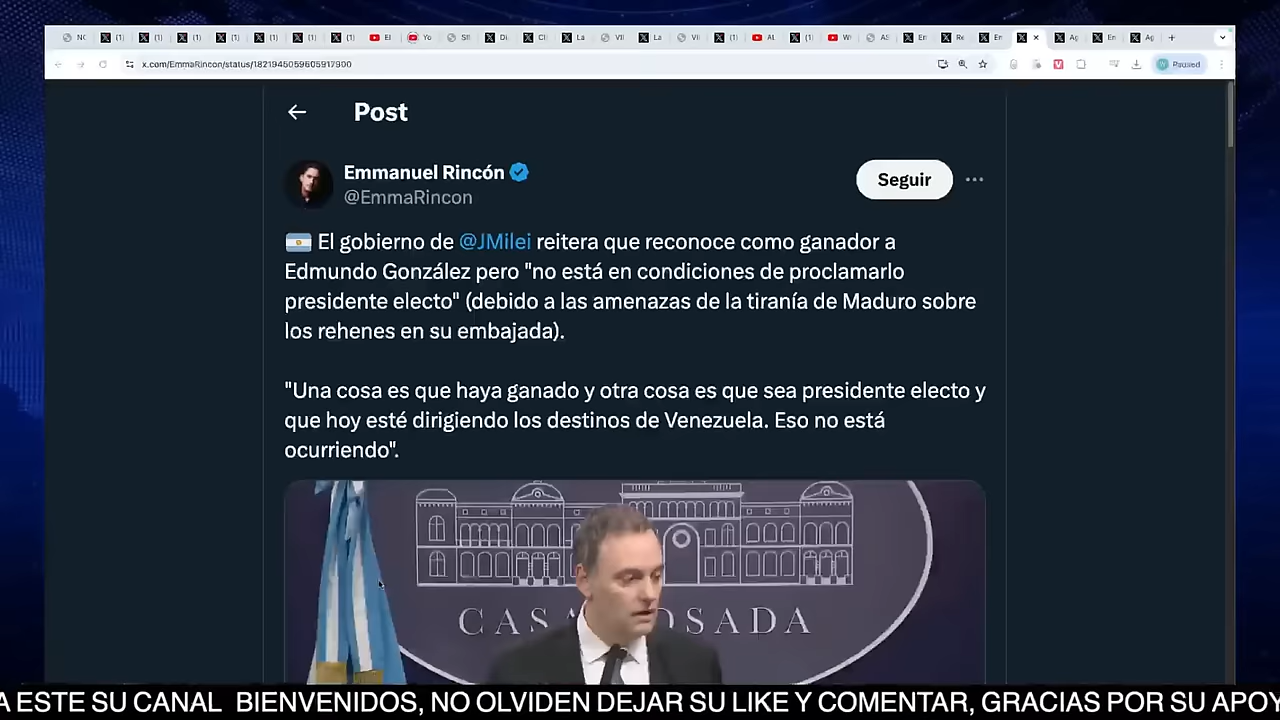 x.com/EmmaRincon/status/1821945059605917900
Paused
Post
Emmanuel Rincón
@EmmaRincon
Seguir
El gobierno de @JMilei reitera que reconoce como ganador a
Edmundo González pero "no está en condiciones de proclamarlo
presidente electo" (debido a las amenazas de la tiranía de Maduro sobre
los rehenes en su embajada).
"Una cosa es que haya ganado y otra cosa es que sea presidente electo y
que hoy esté dirigiendo los destinos de Venezuela. Eso no está
ocurriendo".
CASA ROSADA
A ESTE SU CANAL BIENVENIDOS, NO OLVIDEN DEJAR SU LIKE Y COMENTAR, GRACIAS POR SU APOY